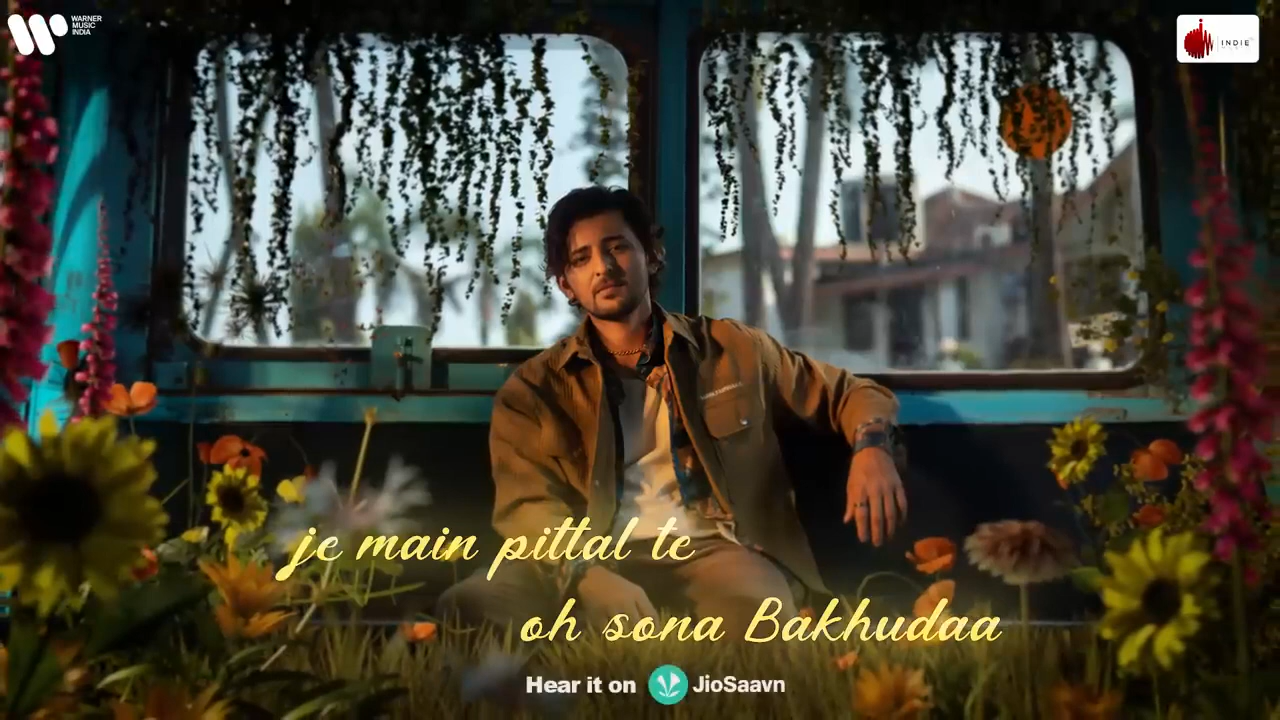 WARNER
MUSIC
INDIA
INDIE
je main pittal te
oh sona Bakhudaa
Hear it on JioSaavn